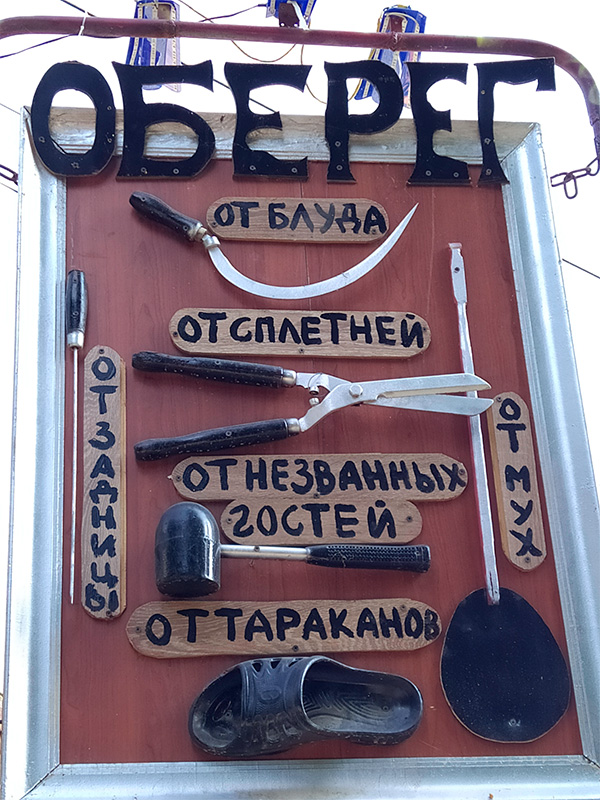 ОБЕРЕГ
ОТ БЛУДА
ОТ СПЛЕТНЕЙ
ОТ ЗАДНИЦЫ
ОТ НЕЗВАННЫХ
ГОСТЕЙ
ОТ МУХ
ОТ ТАРАКАНОВ